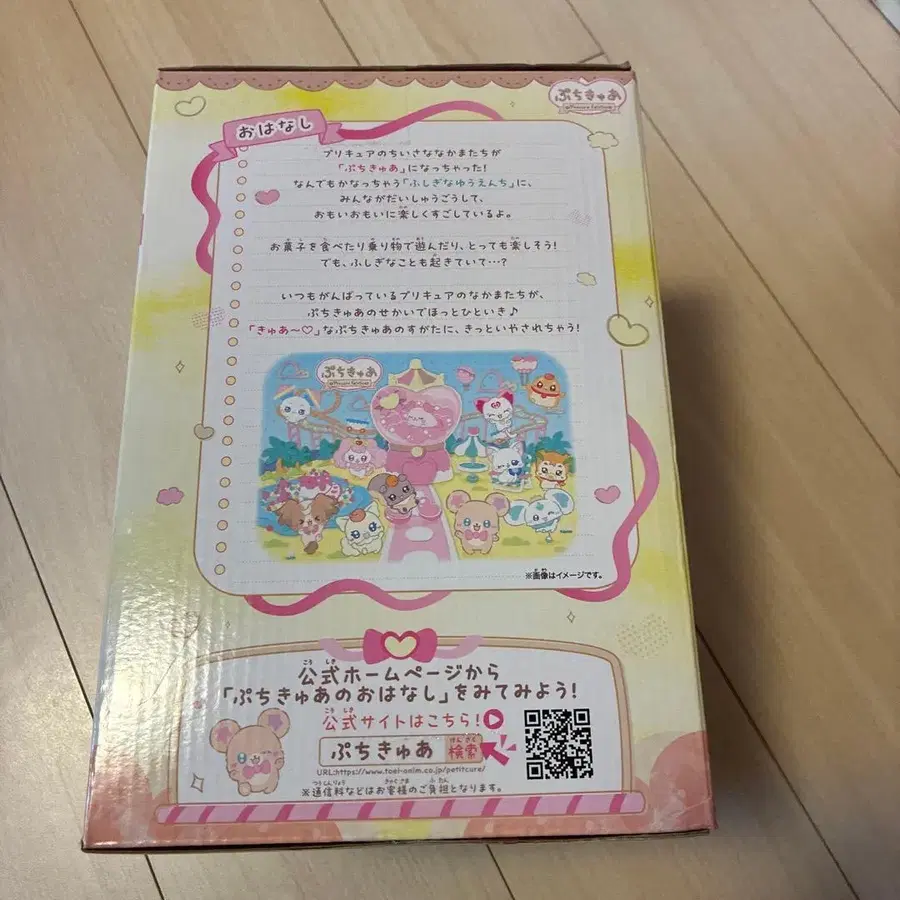 ぷちきゅあ
おはなし
プリキュアのちいさななかまたちが
「ぷちきゅあ」になっちゃった!
なんでもかなっちゃう「ふしぎなゆうえんち」に、
みんながだいしゅうごうして、
おもいおもいに楽しくすごしているよ。
お菓子を食べたり乗り物で遊んだり、とっても楽しそう!
でも、ふしぎなことも起きていて…?
いつもがんばっているプリキュアのなかまたちが、
ぷちきゅあのせかいでほっとひといき♪
「きゅあ〜♡」なぷちきゅあのすがたに、きっといやされちゃう!
ぷちきゅあ
※画像はイメージです。
公式ホームページから
「ぷちきゅあのおはなし」をみてみよう!
公式サイトはこちら!
ぷちきゅあ 検索
URL:https://www.toei-anim.co.jp/petitcure/
※通信料などはお客様のご負担となります。